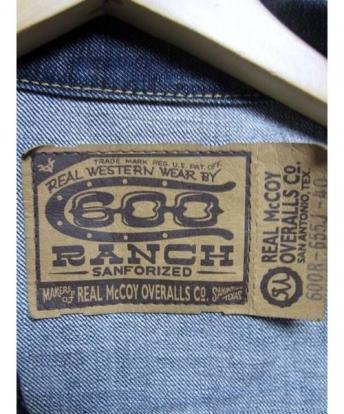 TRADE MARK REG. U.S. PAT. OFF.
REAL WESTERN WEAR BY
600
RANCH
SANFORIZED
MAKERS OF REAL McCOY OVERALLS Co. SAN ANTONIO TEXAS
REAL McCOY
OVERALLS Co.
SAN ANTONIO, TEX.
600R-655J-40